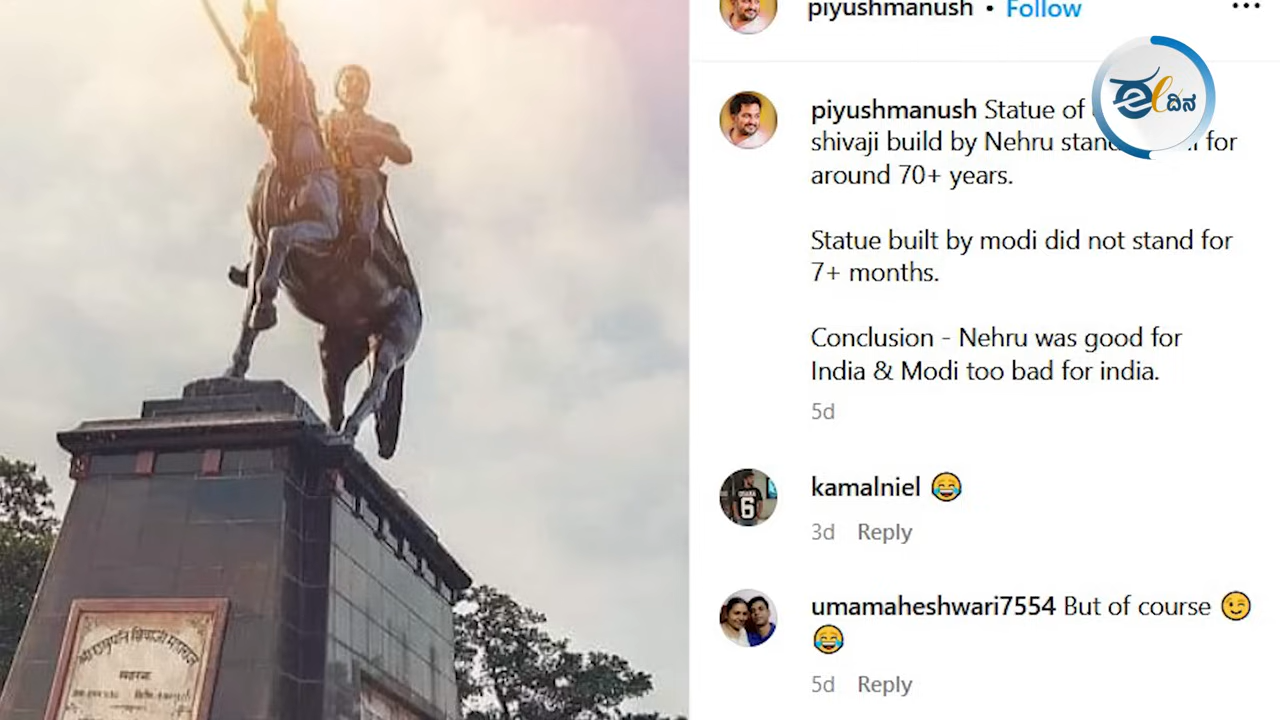 piyushmanush • Follow
piyushmanush Statue of
shivaji build by Nehru for
around 70+ years.
Statue built by modi did not stand for
7+ months.
Conclusion - Nehru was good for
India & Modi too bad for india.
5d
kamalniel 😂
3d Reply
umamaheshwari7554 But of course 😉
😂
5d Reply
ದಿನ
6